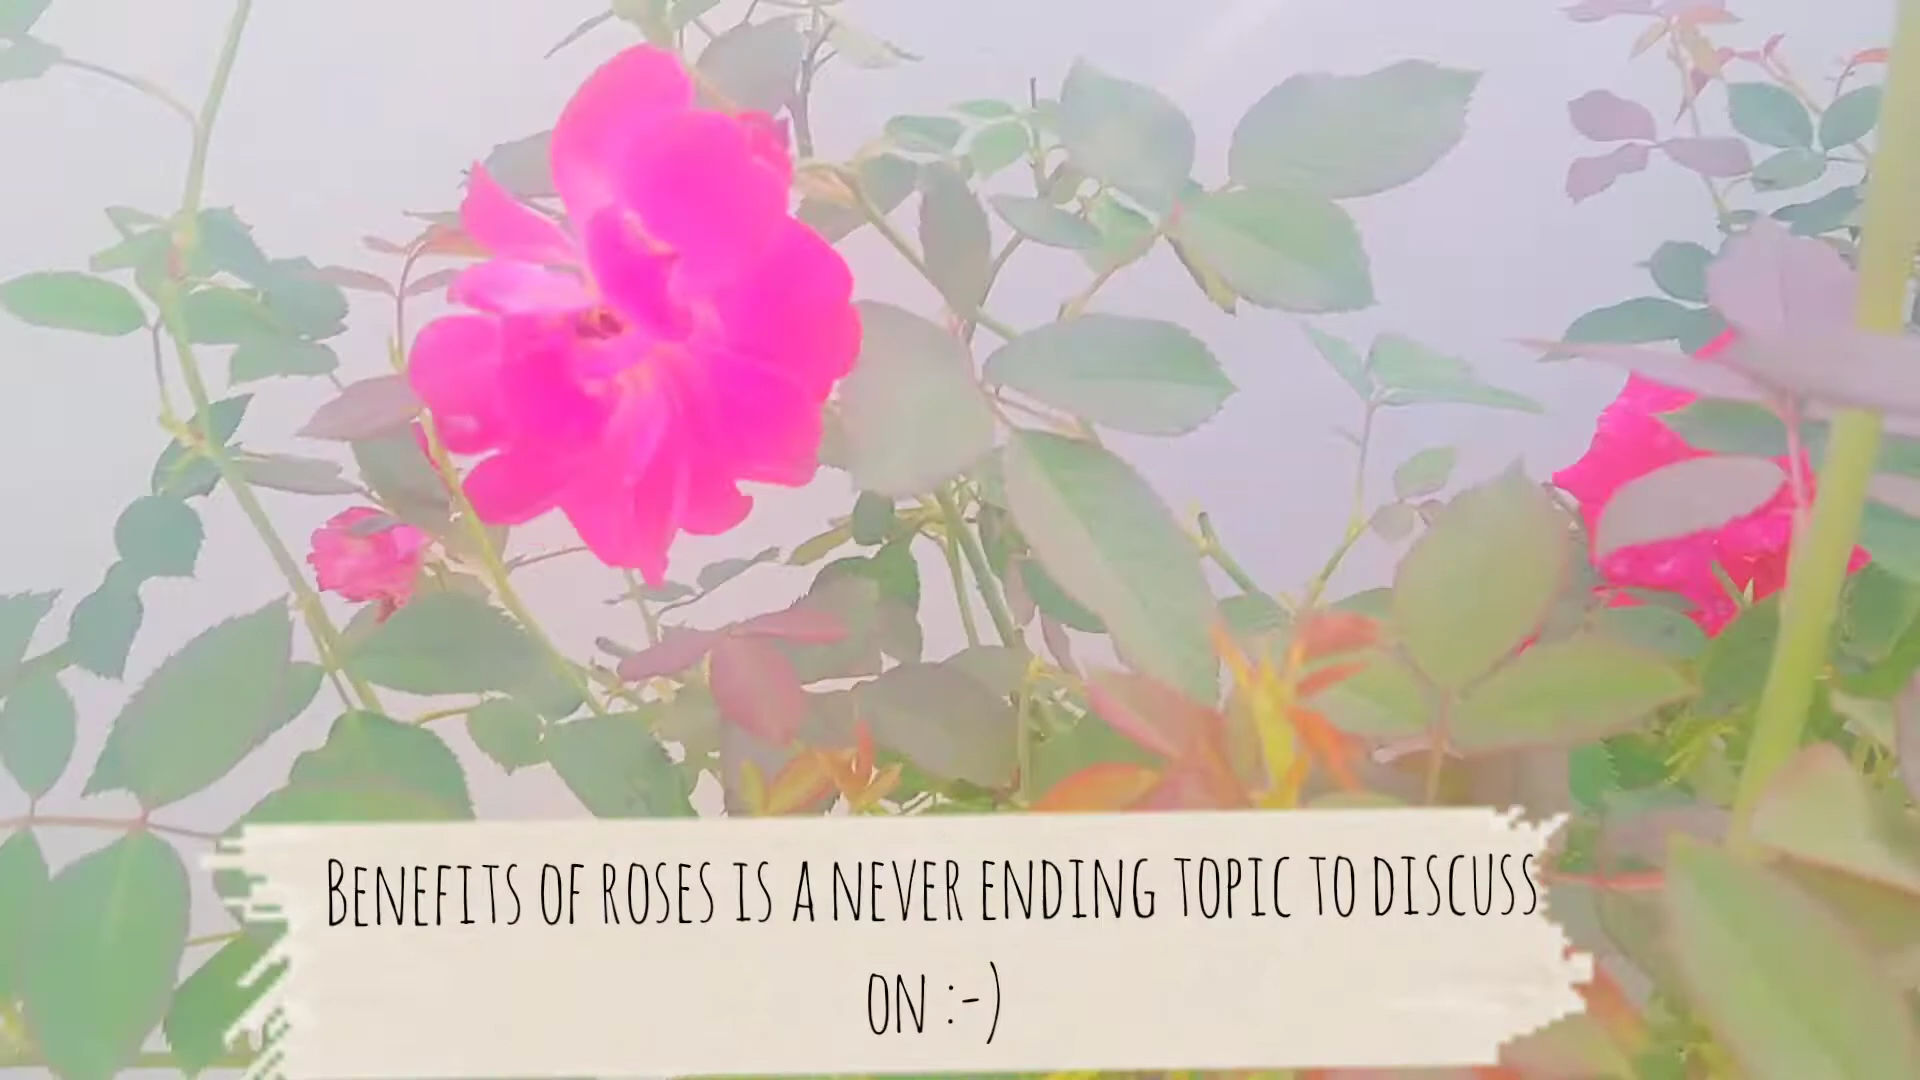 Benefits of roses is a never ending topic to discuss
on :-)